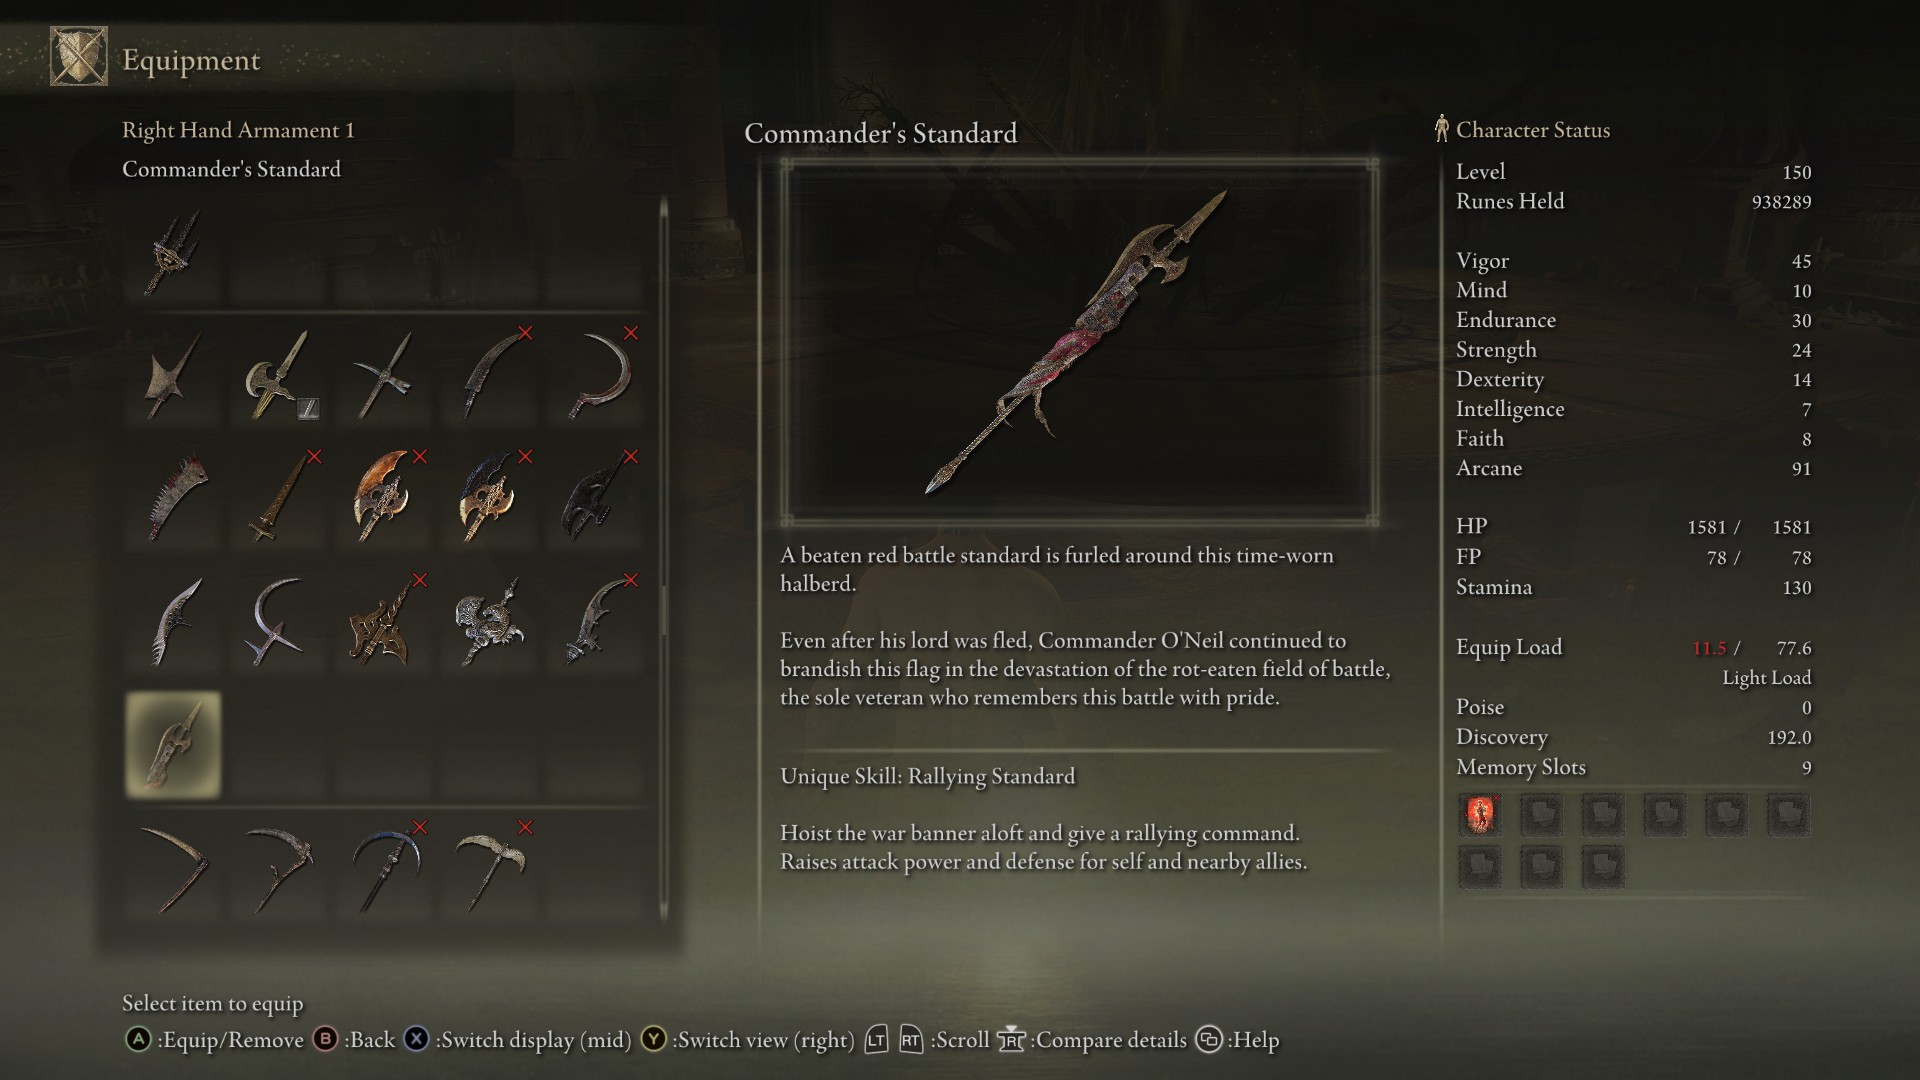 Equipment
Right Hand Armament 1
Commander's Standard
Commander's Standard
A beaten red battle standard is furled around this time-worn
halberd.
Even after his lord was fled, Commander O'Neil continued to
brandish this flag in the devastation of the rot-eaten field of battle,
the sole veteran who remembers this battle with pride.
Unique Skill: Rallying Standard
Hoist the war banner aloft and give a rallying command.
Raises attack power and defense for self and nearby allies.
Character Status
Level 150
Runes Held 938289
Vigor 45
Mind 10
Endurance 30
Strength 24
Dexterity 14
Intelligence 7
Faith 8
Arcane 91
HP 1581 / 1581
FP 78 / 78
Stamina 130
Equip Load 11.5 / 77.6
Light Load
Poise 0
Discovery 192.0
Memory Slots 9
Select item to equip
A :Equip/Remove B :Back X :Switch display (mid) Y :Switch view (right) LT RT :Scroll R :Compare details :Help